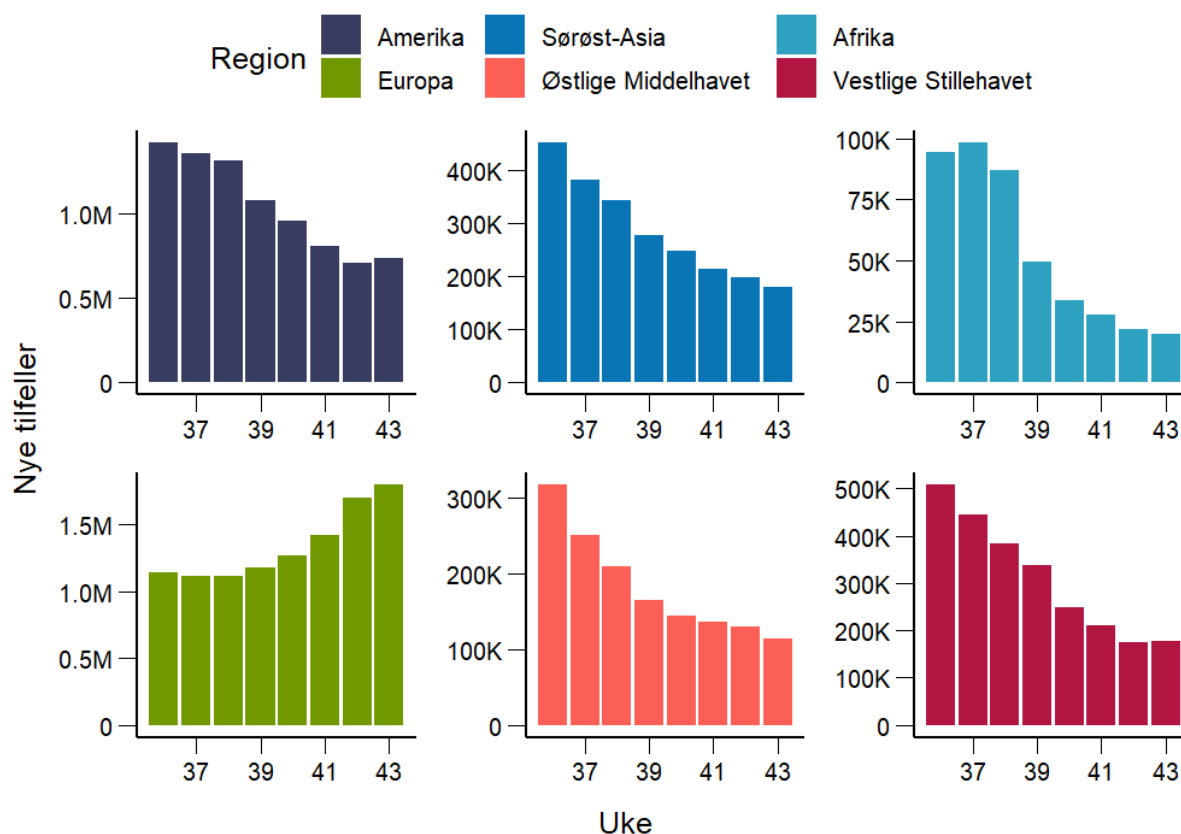 Region
Amerika
Sørøst-Asia
Afrika
Europa
Østlige Middelhavet
Vestlige Stillehavet
Nye tilfeller
1.0M
0.5M
0
37 39 41 43
400K
300K
200K
100K
0
37 39 41 43
100K
75K
50K
25K
0
37 39 41 43
1.5M
1.0M
0.5M
0
37 39 41 43
300K
200K
100K
0
37 39 41 43
500K
400K
300K
200K
100K
0
37 39 41 43
Uke